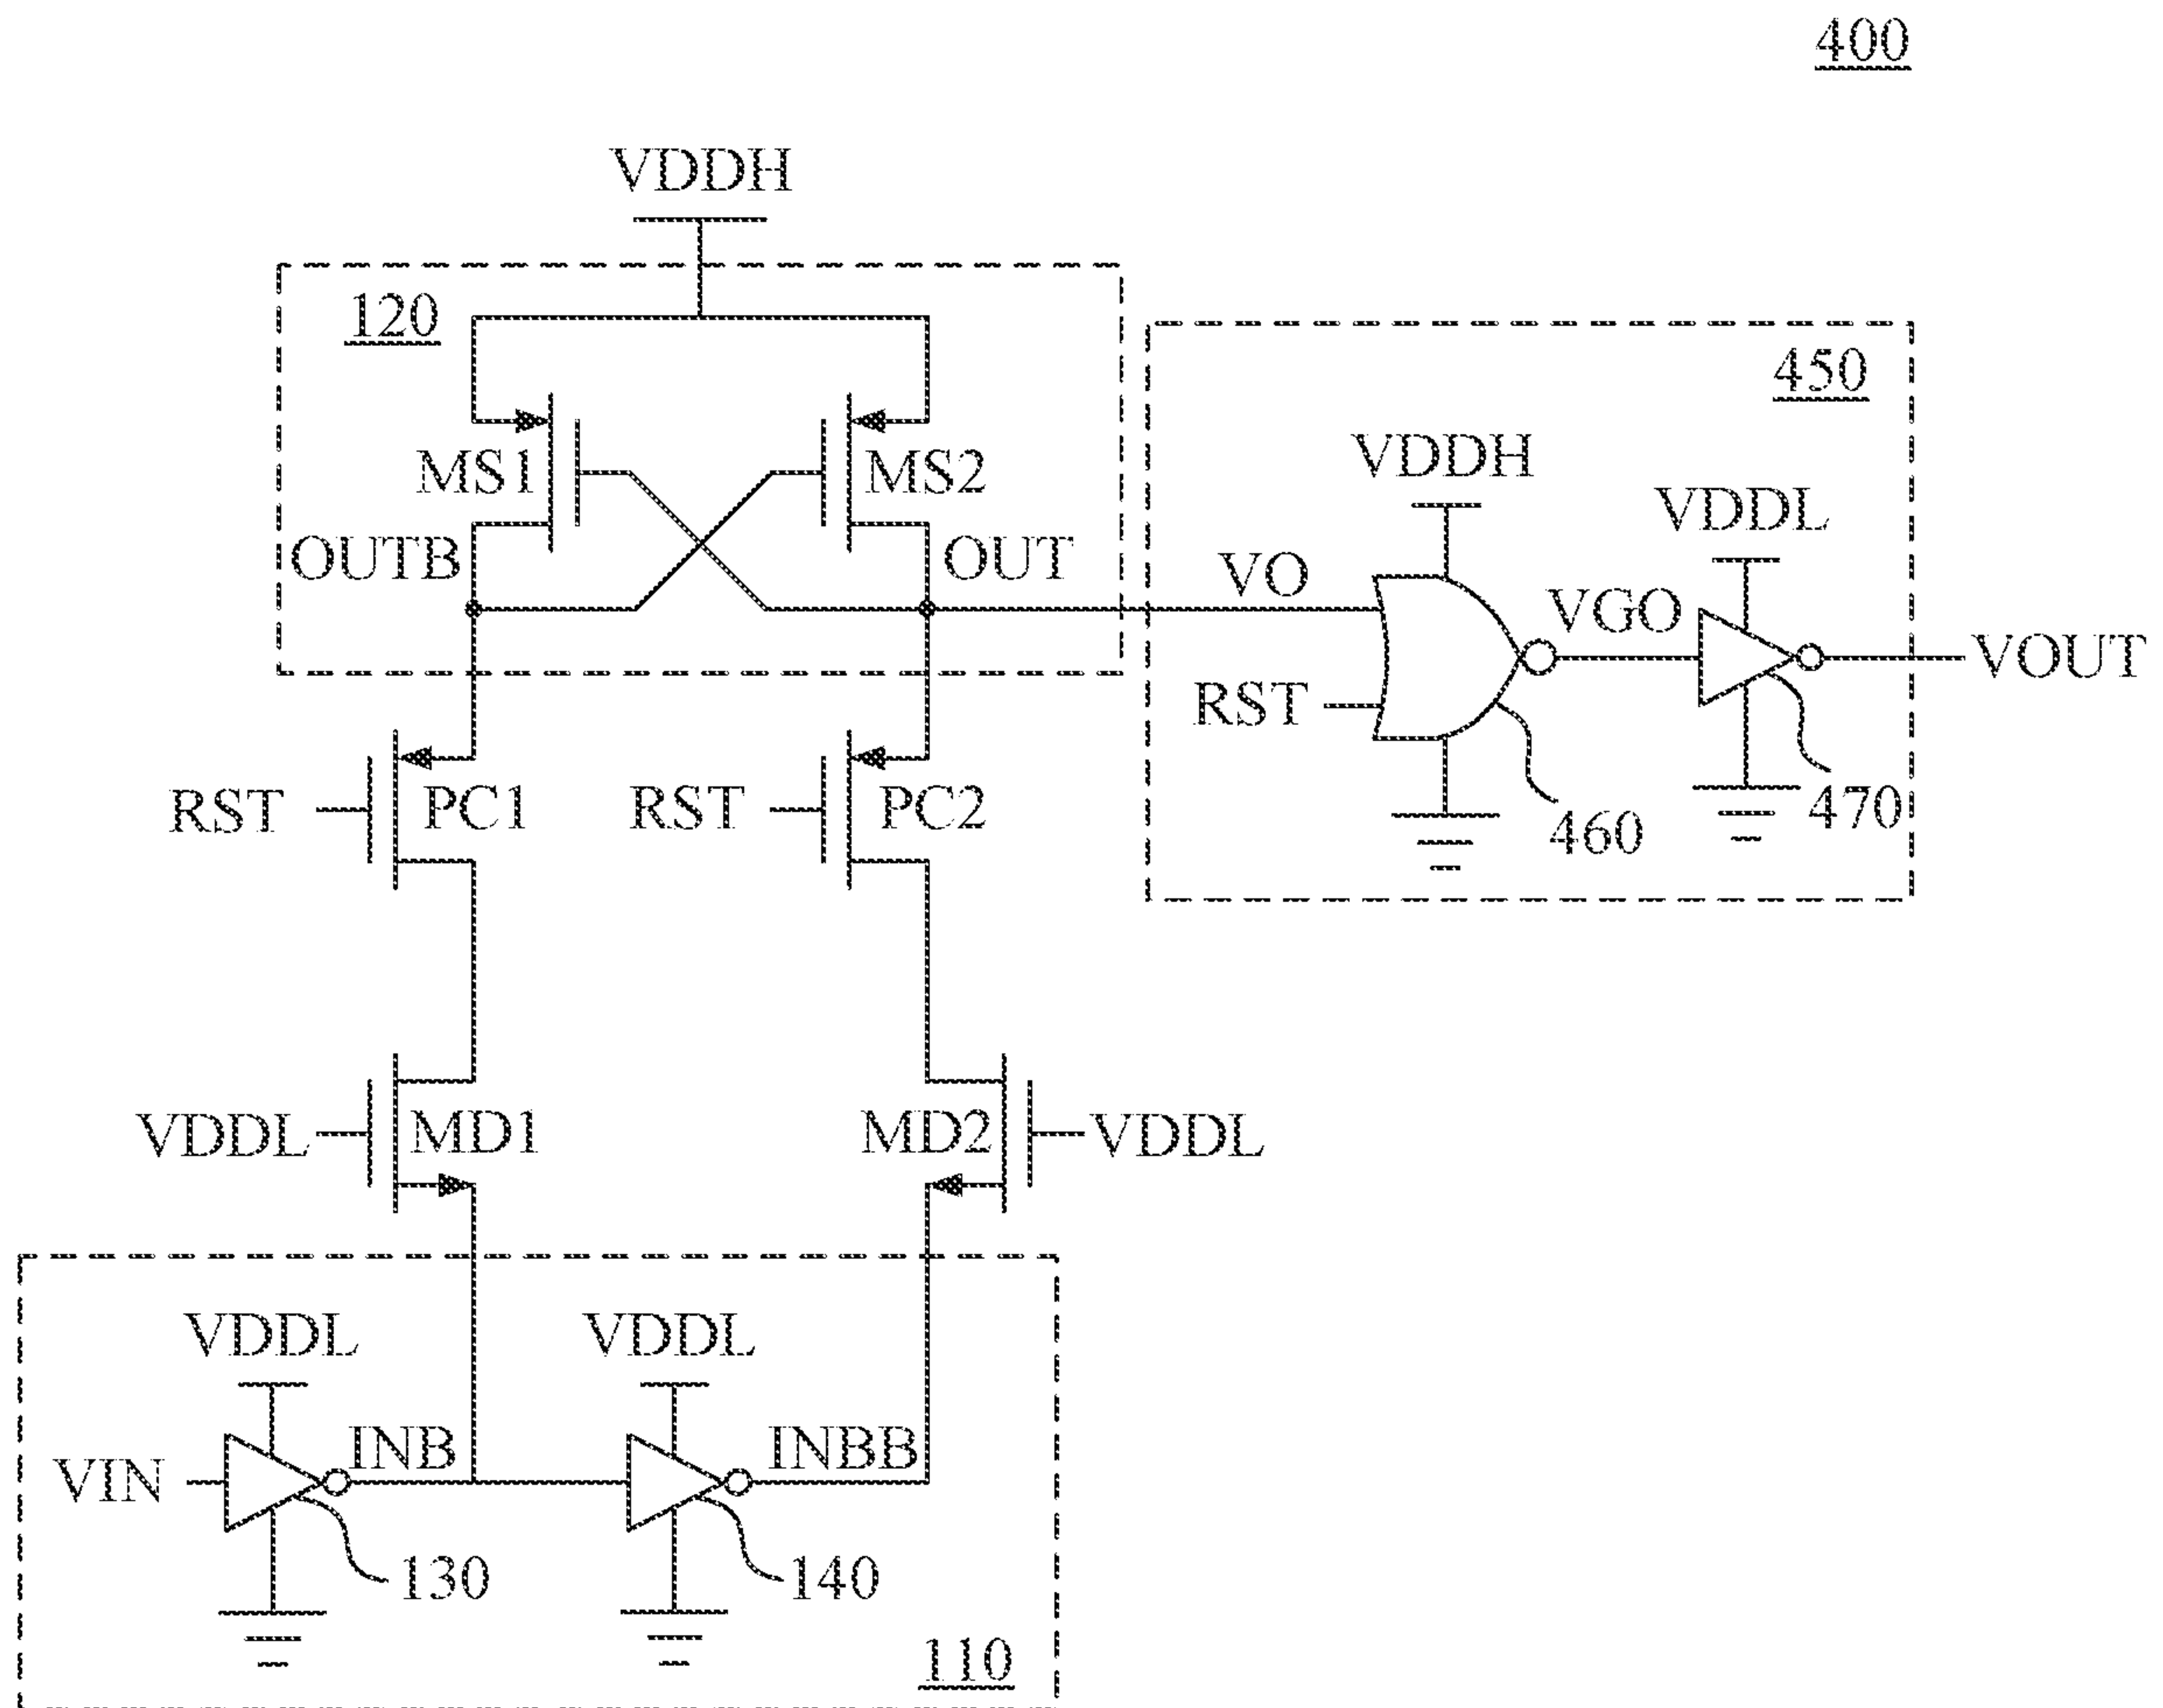 400
VDDH
120
450
MS1
MS2
VDDH
VDDL
OUTB
OUT
VO
VGO
VOUT
RST
RST
PC1
RST
PC2
460
470
VDDL
MD1
MD2
VDDL
VDDL
VDDL
VIN
INB
INBB
130
140
110